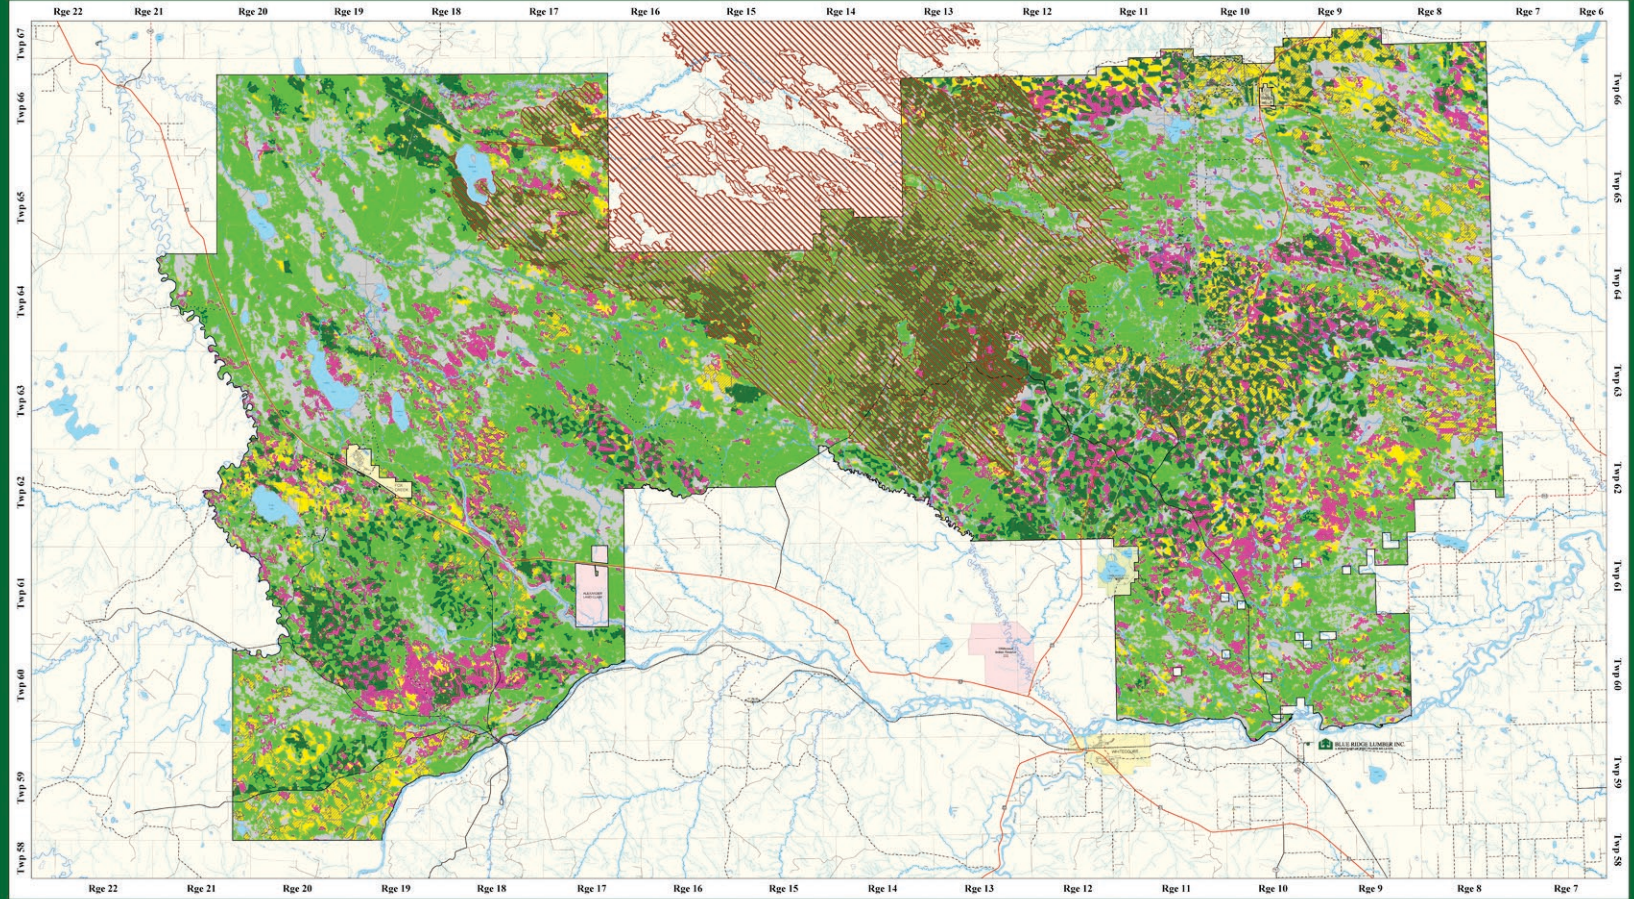 Rge 22 Rge 21 Rge 20 Rge 19 Rge 18 Rge 17 Rge 16 Rge 15 Rge 14 Rge 13 Rge 12 Rge 11 Rge 10 Rge 9 Rge 8 Rge 7 Rge 6
Twp 67
Twp 66
Twp 66
Twp 65
Twp 65
Twp 64
Twp 64
Twp 63
Twp 63
Twp 62
Twp 62
FOX
CREEK
Twp 61
Twp 61
ALEXANDER
Twp 60
Twp 60
WHITECOURT
BLUE RIDGE LUMBER INC.
Twp 59
Twp 59
Twp 58
Twp 58
Rge 22 Rge 21 Rge 20 Rge 19 Rge 18 Rge 17 Rge 16 Rge 15 Rge 14 Rge 13 Rge 12 Rge 11 Rge 10 Rge 9 Rge 8 Rge 7